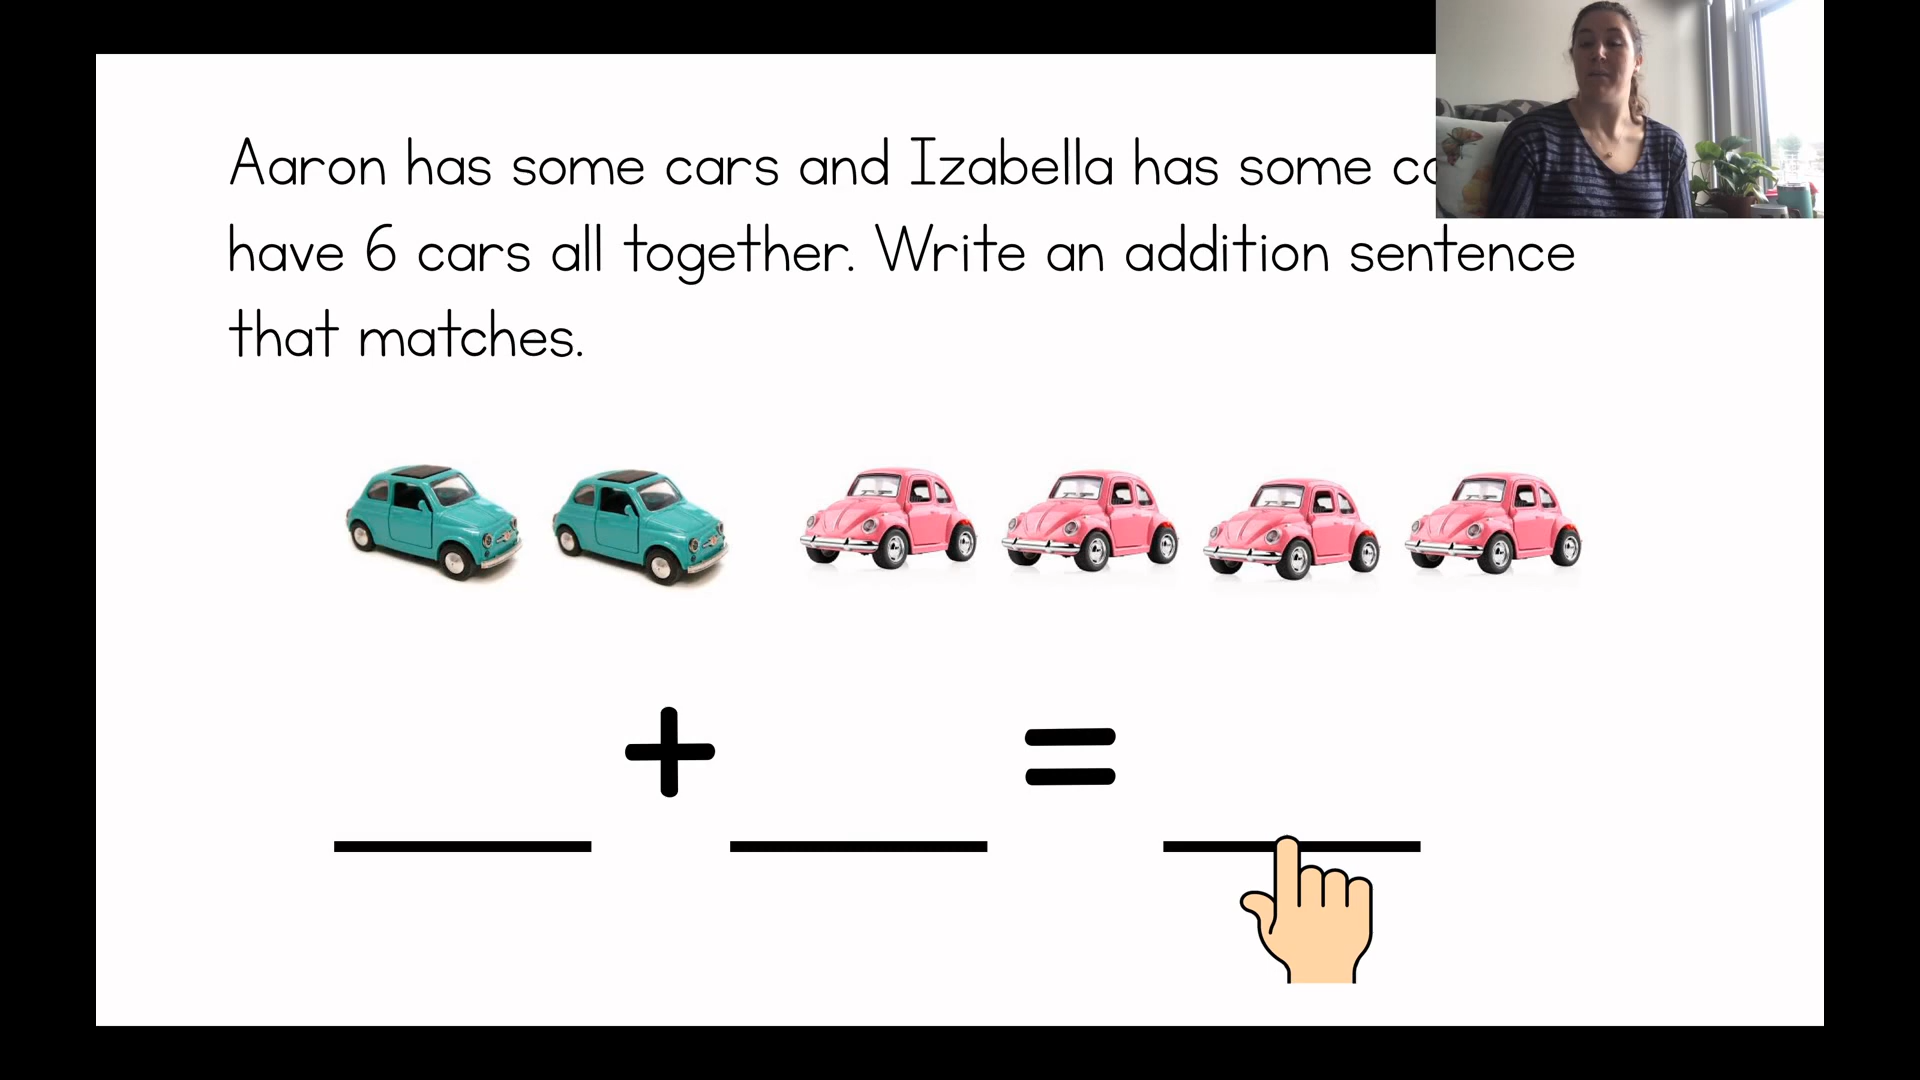 Aaron has some cars and Izabella has some
have 6 cars all together. Write an addition sentence
that matches.
+ =